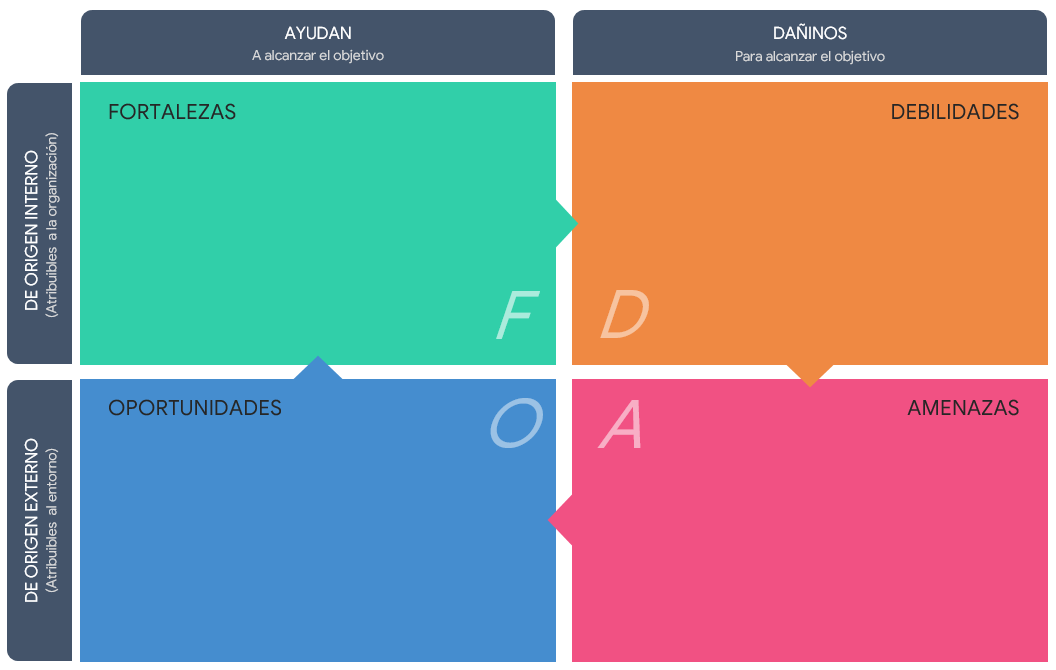 AYUDAN
A alcanzar el objetivo
DAÑINOS
Para alcanzar el objetivo
DE ORIGEN INTERNO
(Atribuibles a la organización)
FORTALEZAS
F
DEBILIDADES
D
DE ORIGEN EXTERNO
(Atribuibles al entorno)
OPORTUNIDADES
O
AMENAZAS
A